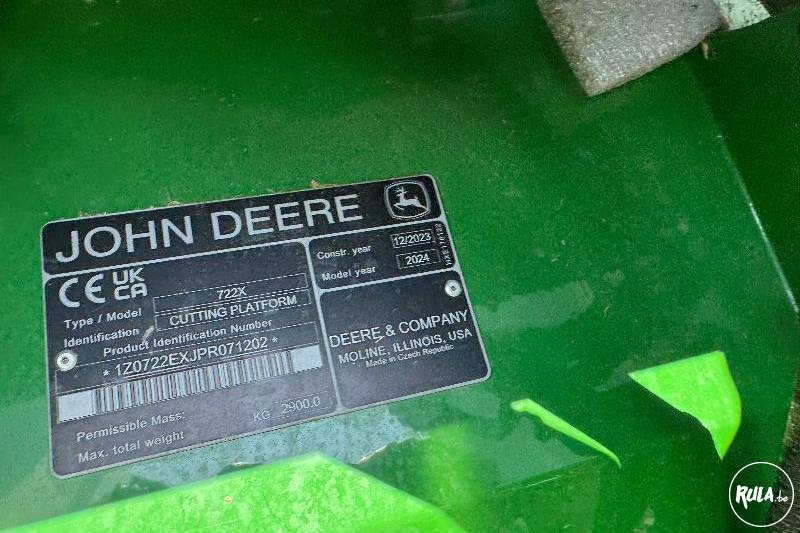 JOHN DEERE
CE UK CA
Constr. year 12/2023
Model year 2024
Type / Model 722X
Identification CUTTING PLATFORM
Product Identification Number
* 1Z0722EXJPR071202 *
DEERE & COMPANY
MOLINE, ILLINOIS, USA
Made in Czech Republic
Permissible Mass:
Max. total weight KG 2900.0
RULA.be